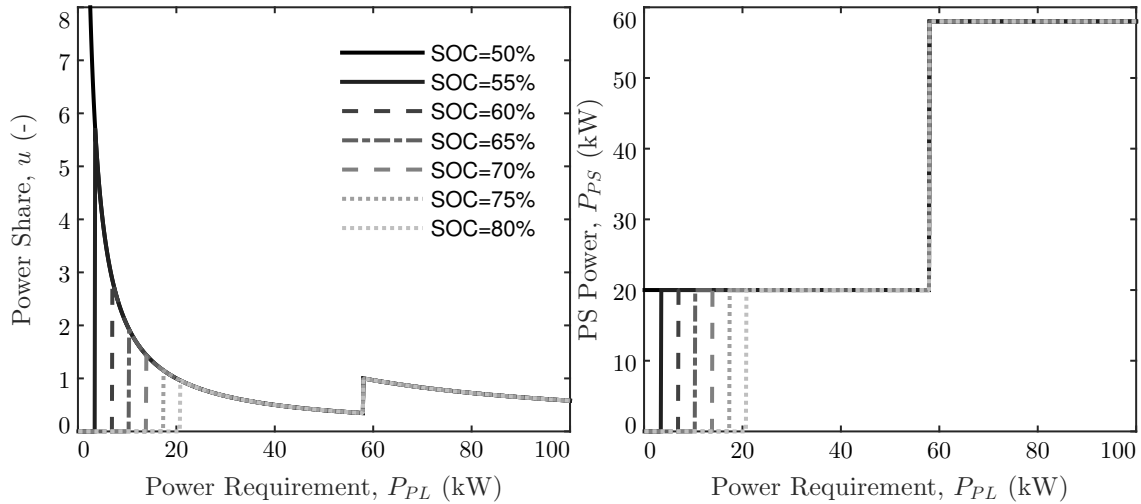 Power Share, u (-)
8
7
6
5
4
3
2
1
0
SOC=50%
SOC=55%
SOC=60%
SOC=65%
SOC=70%
SOC=75%
SOC=80%
0 20 40 60 80 100
Power Requirement, P_PL (kW)
PS Power, P_PS (kW)
60
50
40
30
20
10
0
0 20 40 60 80 100
Power Requirement, P_PL (kW)